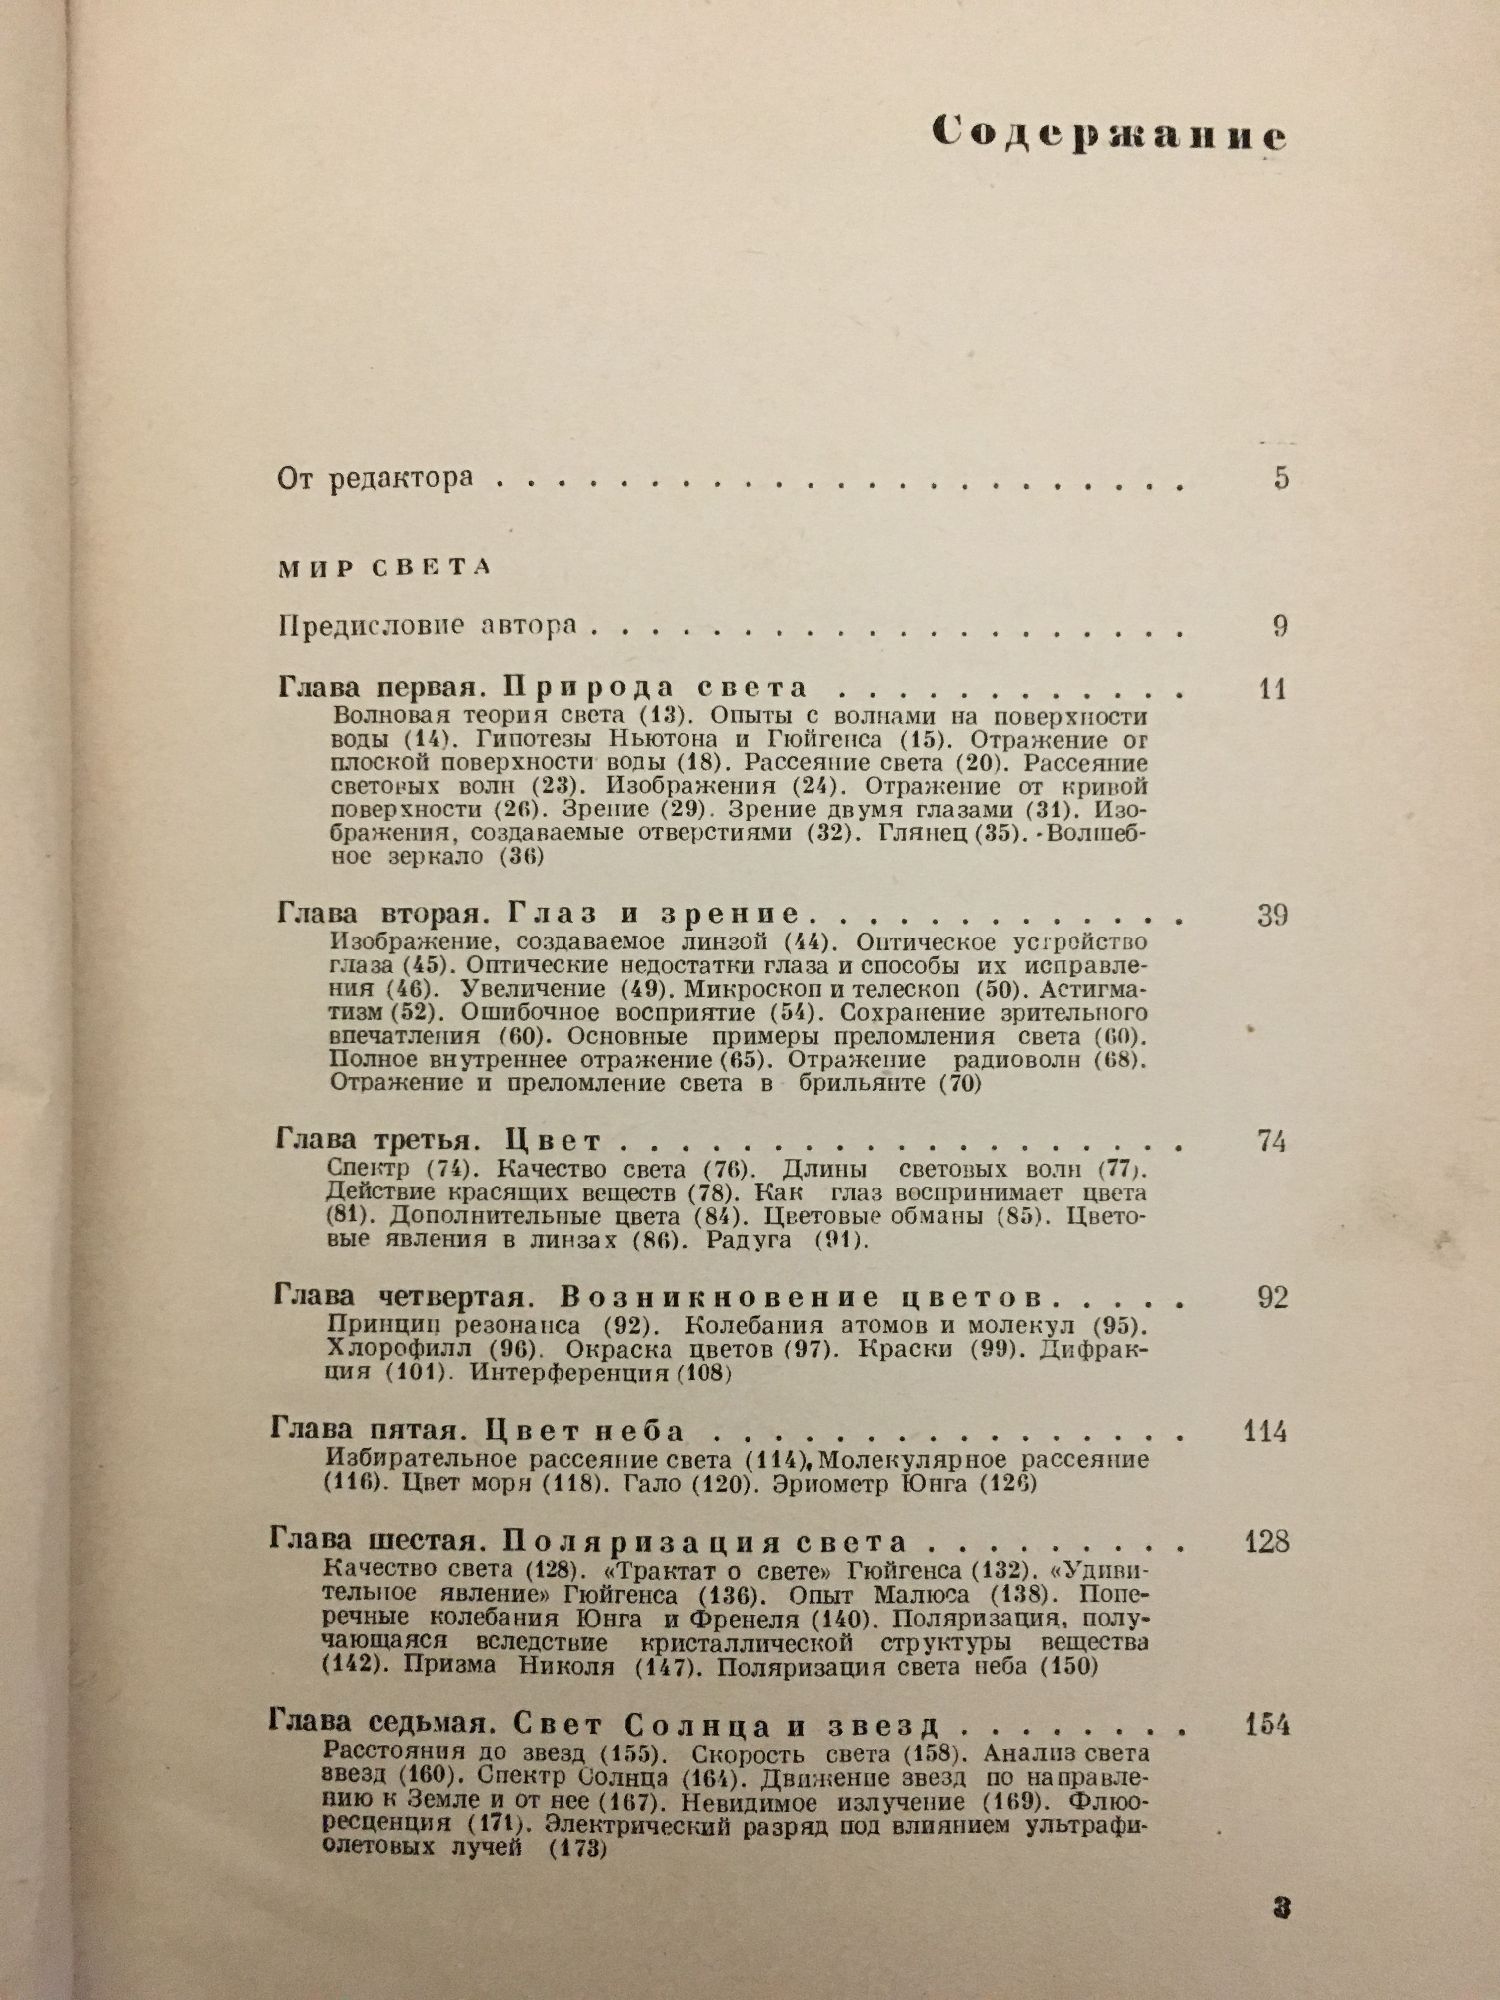 Содержание
От редактора . . . . . . . . . . . . . . . . . . . . . . . 5
МИР СВЕТА
Предисловие автора . . . . . . . . . . . . . . . . . . . . 9
Глава первая. Природа света . . . . . . . . . . . . 11
Волновая теория света (13). Опыты с волнами на поверхности
воды (14). Гипотезы Ньютона и Гюйгенса (15). Отражение от
плоской поверхности воды (18). Рассеяние света (20). Рассеяние
световых волн (23). Изображения (24). Отражение от кривой
поверхности (26). Зрение (29). Зрение двумя глазами (31). Изо-
бражения, создаваемые отверстиями (32). Глянец (35). Волшеб-
ное зеркало (36)
Глава вторая. Глаз и зрение . . . . . . . . . . . . . 39
Изображение, создаваемое линзой (44). Оптическое устройство
глаза (45). Оптические недостатки глаза и способы их исправле-
ния (46). Увеличение (49). Микроскоп и телескоп (50). Астигма-
тизм (52). Ошибочное восприятие (54). Сохранение зрительного
впечатления (60). Основные примеры преломления света (60).
Полное внутреннее отражение (65). Отражение радиоволн (68).
Отражение и преломление света в брильянте (70)
Глава третья. Цвет . . . . . . . . . . . . . . . . . . . 74
Спектр (74). Качество света (76). Длины световых волн (77).
Действие красящих веществ (78). Как глаз воспринимает цвета
(81). Дополнительные цвета (84). Цветовые обманы (85). Цвето-
вые явления в линзах (86). Радуга (91).
Глава четвертая. Возникновение цветов . . . . . 92
Принцип резонанса (92). Колебания атомов и молекул (95).
Хлорофилл (96). Окраска цветов (97). Краски (99). Дифрак-
ция (101). Интерференция (108)
Глава пятая. Цвет неба . . . . . . . . . . . . . . . . 114
Избирательное рассеяние света (114), Молекулярное рассеяние
(116). Цвет моря (118). Гало (120). Эриометр Юнга (126)
Глава шестая. Поляризация света . . . . . . . . . 128
Качество света (128). «Трактат о свете» Гюйгенса (132). «Удиви-
тельное явление» Гюйгенса (136). Опыт Малюса (138). Попе-
речные колебания Юнга и Френеля (140). Поляризация, полу-
чающаяся вследствие кристаллической структуры вещества
(142). Призма Николя (147). Поляризация света неба (150)
Глава седьмая. Свет Солнца и звезд . . . . . . . . 154
Расстояния до звезд (155). Скорость света (158). Анализ света
звезд (160). Спектр Солнца (164). Движение звезд по направле-
нию к Земле и от нее (167). Невидимое излучение (169). Флюо-
ресценция (171). Электрический разряд под влиянием ультрафи-
олетовых лучей (173)
3